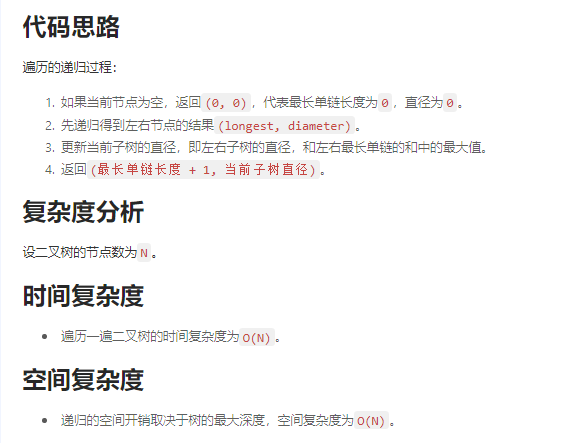 代码思路
遍历的递归过程：
1. 如果当前节点为空，返回(0, 0)，代表最长单链长度为0，直径为0。
2. 先递归得到左右节点的结果(longest, diameter)。
3. 更新当前子树的直径，即左右子树的直径，和左右最长单链的和中的最大值。
4. 返回(最长单链长度 + 1, 当前子树直径)。
复杂度分析
设二叉树的节点数为N。
时间复杂度
• 遍历一遍二叉树的时间复杂度为O(N)。
空间复杂度
• 递归的空间开销取决于树的最大深度，空间复杂度为O(N)。